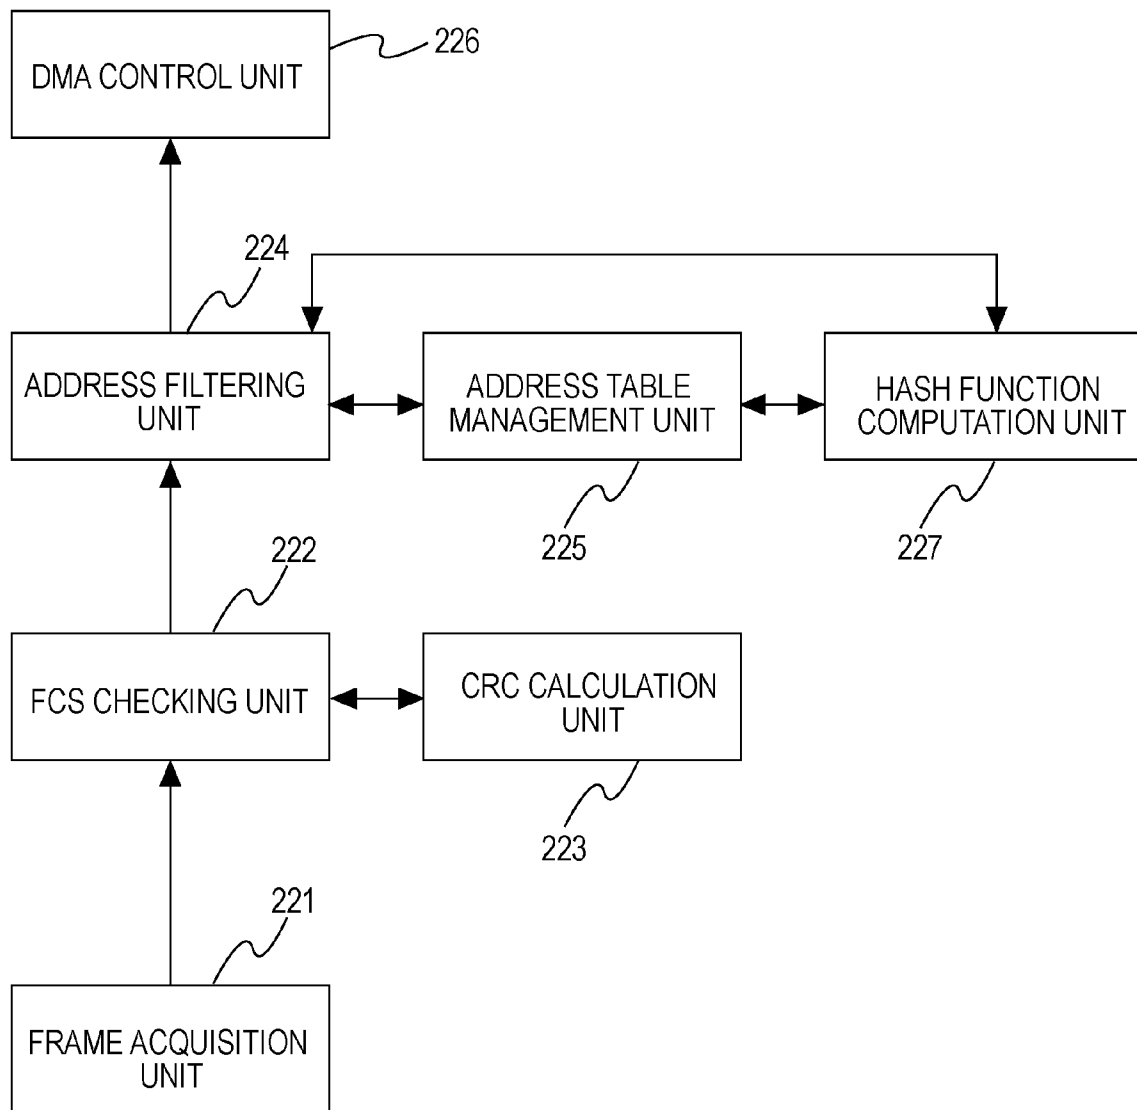 DMA CONTROL UNIT
226
224
ADDRESS FILTERING
UNIT
ADDRESS TABLE
MANAGEMENT UNIT
HASH FUNCTION
COMPUTATION UNIT
225
227
222
FCS CHECKING UNIT
CRC CALCULATION
UNIT
223
221
FRAME ACQUISITION
UNIT